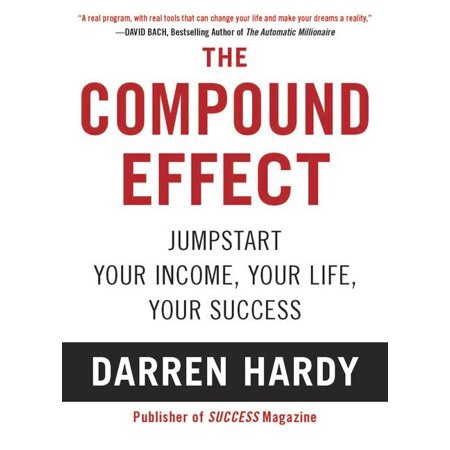 "A real program, with real tools that can change your life and make your dreams a reality."
—DAVID BACH, Bestselling Author of The Automatic Millionaire
THE
COMPOUND
EFFECT
JUMPSTART
YOUR INCOME, YOUR LIFE,
YOUR SUCCESS
DARREN HARDY
Publisher of SUCCESS Magazine